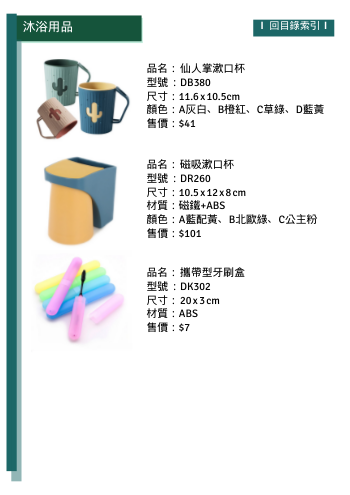 沐浴用品
I 回目錄索引 I
品名：仙人掌漱口杯
型號：DB380
尺寸：11.6 x 10.5cm
顏色：A灰白、B橙紅、C草綠、D藍黃
售價：$41
品名：磁吸漱口杯
型號：DR260
尺寸：10.5 x 12 x 8 cm
材質：磁鐵+ABS
顏色：A藍配黃、B北歐綠、C公主粉
售價：$101
品名：攜帶型牙刷盒
型號：DK302
尺寸：20 x 3 cm
材質：ABS
售價：$7